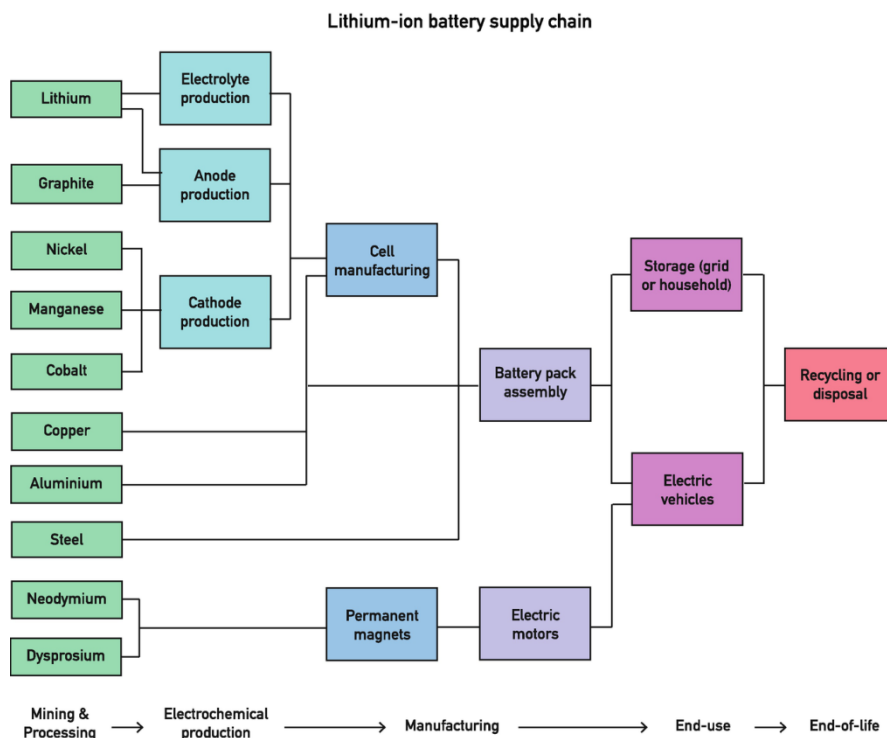 Lithium-ion battery supply chain
Lithium
Graphite
Nickel
Manganese
Cobalt
Copper
Aluminium
Steel
Neodymium
Dysprosium
Electrolyte
production
Anode
production
Cathode
production
Cell
manufacturing
Permanent
magnets
Battery pack
assembly
Electric
motors
Storage (grid
or household)
Electric
vehicles
Recycling or
disposal
Mining &
Processing
Electrochemical
production
Manufacturing
End-use
End-of-life